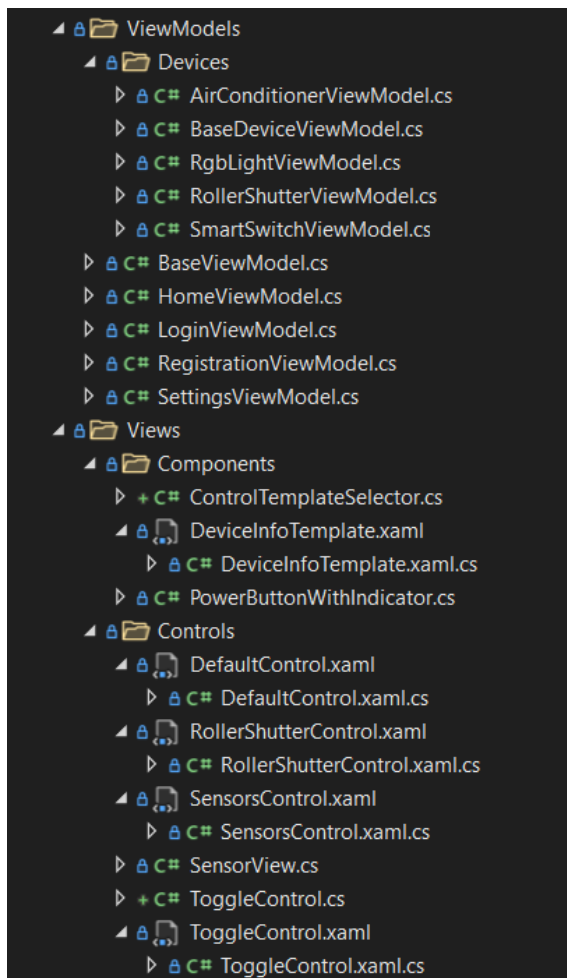 ViewModels
Devices
C# AirConditionerViewModel.cs
C# BaseDeviceViewModel.cs
C# RgbLightViewModel.cs
C# RollerShutterViewModel.cs
C# SmartSwitchViewModel.cs
C# BaseViewModel.cs
C# HomeViewModel.cs
C# LoginViewModel.cs
C# RegistrationViewModel.cs
C# SettingsViewModel.cs
Views
Components
+ C# ControlTemplateSelector.cs
DeviceInfoTemplate.xaml
C# DeviceInfoTemplate.xaml.cs
C# PowerButtonWithIndicator.cs
Controls
DefaultControl.xaml
C# DefaultControl.xaml.cs
RollerShutterControl.xaml
C# RollerShutterControl.xaml.cs
SensorsControl.xaml
C# SensorsControl.xaml.cs
C# SensorView.cs
+ C# ToggleControl.cs
ToggleControl.xaml
C# ToggleControl.xaml.cs